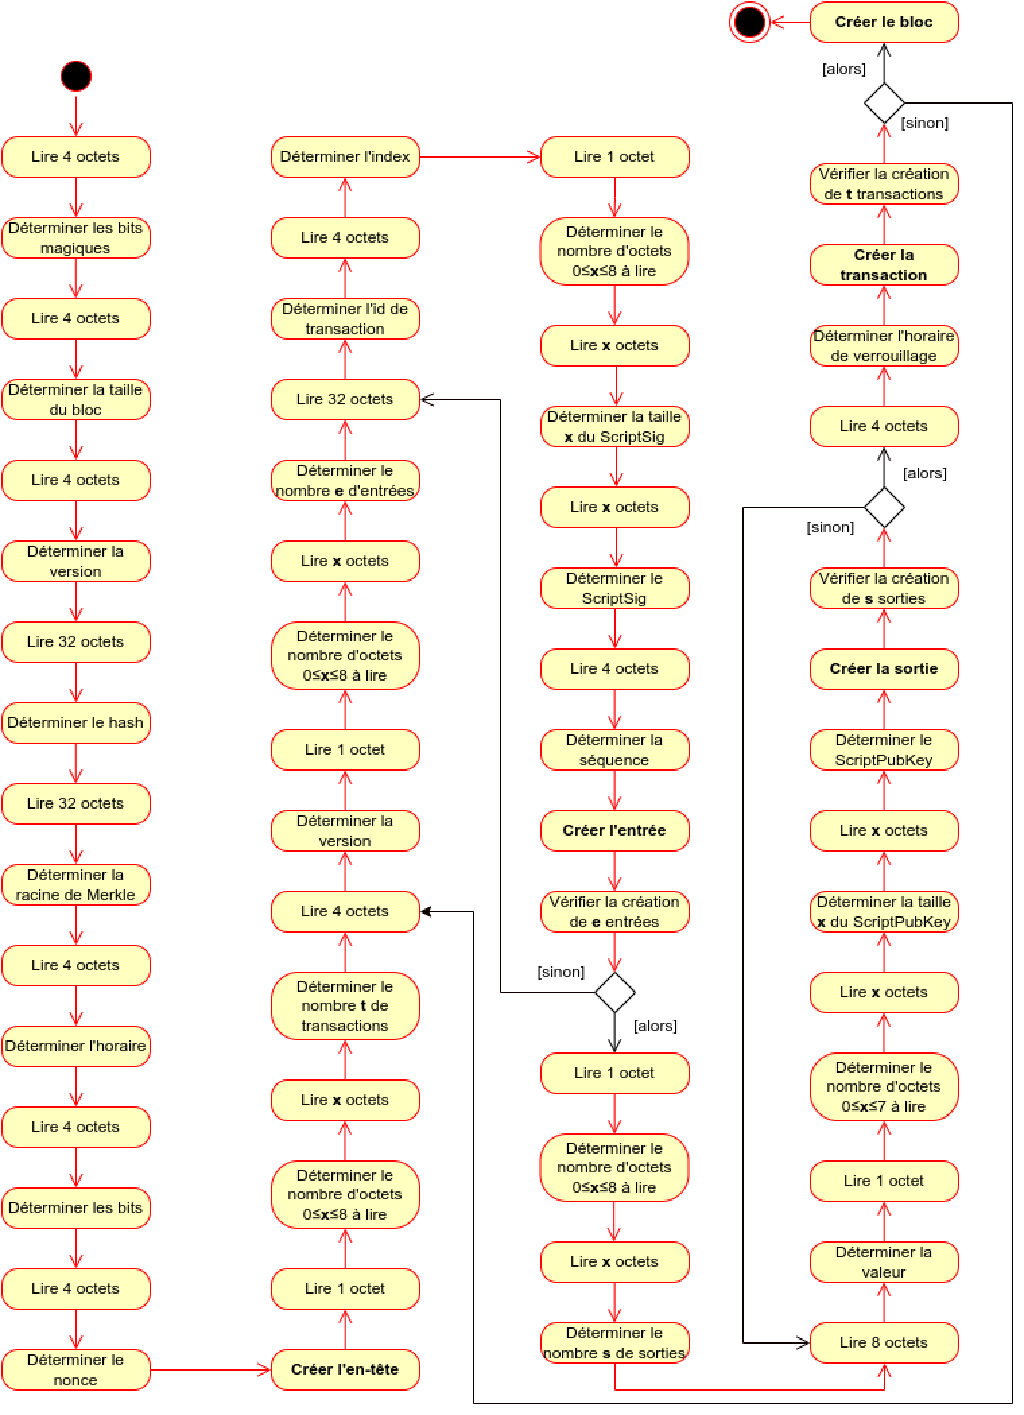 Lire 4 octets
Déterminer les bits
magiques
Lire 4 octets
Déterminer la taille
du bloc
Lire 4 octets
Déterminer la
version
Lire 32 octets
Déterminer le hash
Lire 32 octets
Déterminer la
racine de Merkle
Lire 4 octets
Déterminer l'horaire
Lire 4 octets
Déterminer les bits
Lire 4 octets
Déterminer le
nonce
Créer l'en-tête
Lire 1 octet
Déterminer le
nombre d'octets
0≤x≤8 à lire
Lire x octets
Déterminer le
nombre t de
transactions
Lire 4 octets
Déterminer la
version
Lire 1 octet
Déterminer le
nombre d'octets
0≤x≤8 à lire
Lire x octets
Déterminer le
nombre e d'entrées
Lire 32 octets
Déterminer l'id de
transaction
Lire 4 octets
Déterminer l'index
Lire 1 octet
Déterminer le
nombre d'octets
0≤x≤8 à lire
Lire x octets
Déterminer la taille
x du ScriptSig
Lire x octets
Déterminer le
ScriptSig
Lire 4 octets
Déterminer la
séquence
Créer l'entrée
Vérifier la création
de e entrées
[sinon]
[alors]
Lire 1 octet
Déterminer le
nombre d'octets
0≤x≤8 à lire
Lire x octets
Déterminer le
nombre s de sorties
Lire 8 octets
Déterminer la
valeur
Lire 1 octet
Déterminer le
nombre d'octets
0≤x≤7 à lire
Lire x octets
Déterminer la taille
x du ScriptPubKey
Lire x octets
Déterminer le
ScriptPubKey
Créer la sortie
Vérifier la création
de s sorties
[sinon]
[alors]
Lire 4 octets
Déterminer l'horaire
de verrouillage
Créer la
transaction
Vérifier la création
de t transactions
[sinon]
[alors]
Créer le bloc